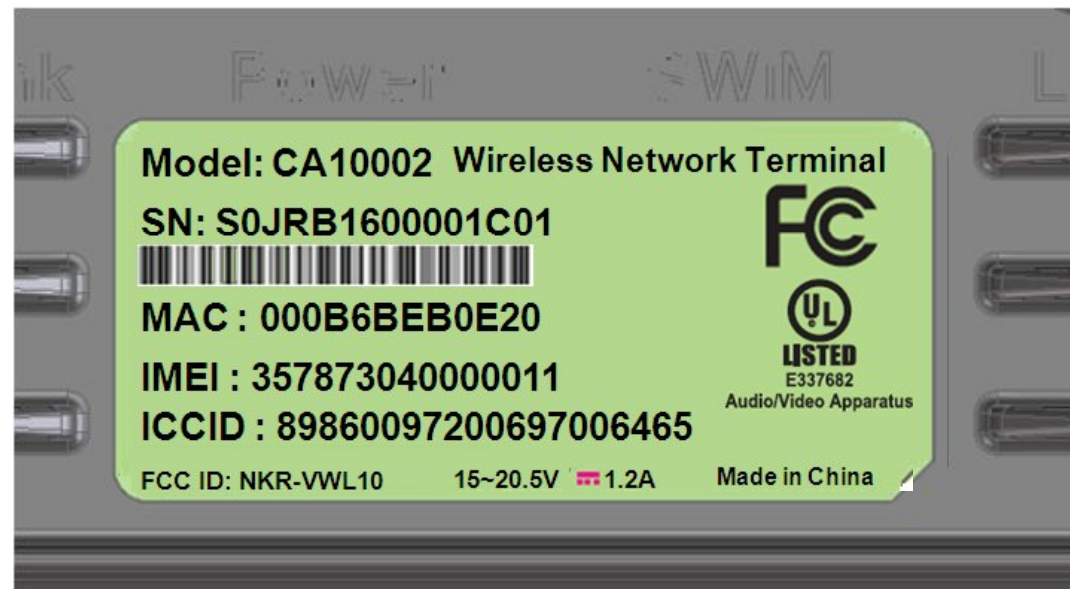 Power
SWiM
Model: CA10002 Wireless Network Terminal
SN: S0JRB1600001C01
FC
MAC : 000B6BEB0E20
UL
LISTED
IMEI : 357873040000011
E337682
Audio/Video Apparatus
ICCID : 89860097200697006465
FCC ID: NKR-VWL10 15~20.5V 1.2A Made in China